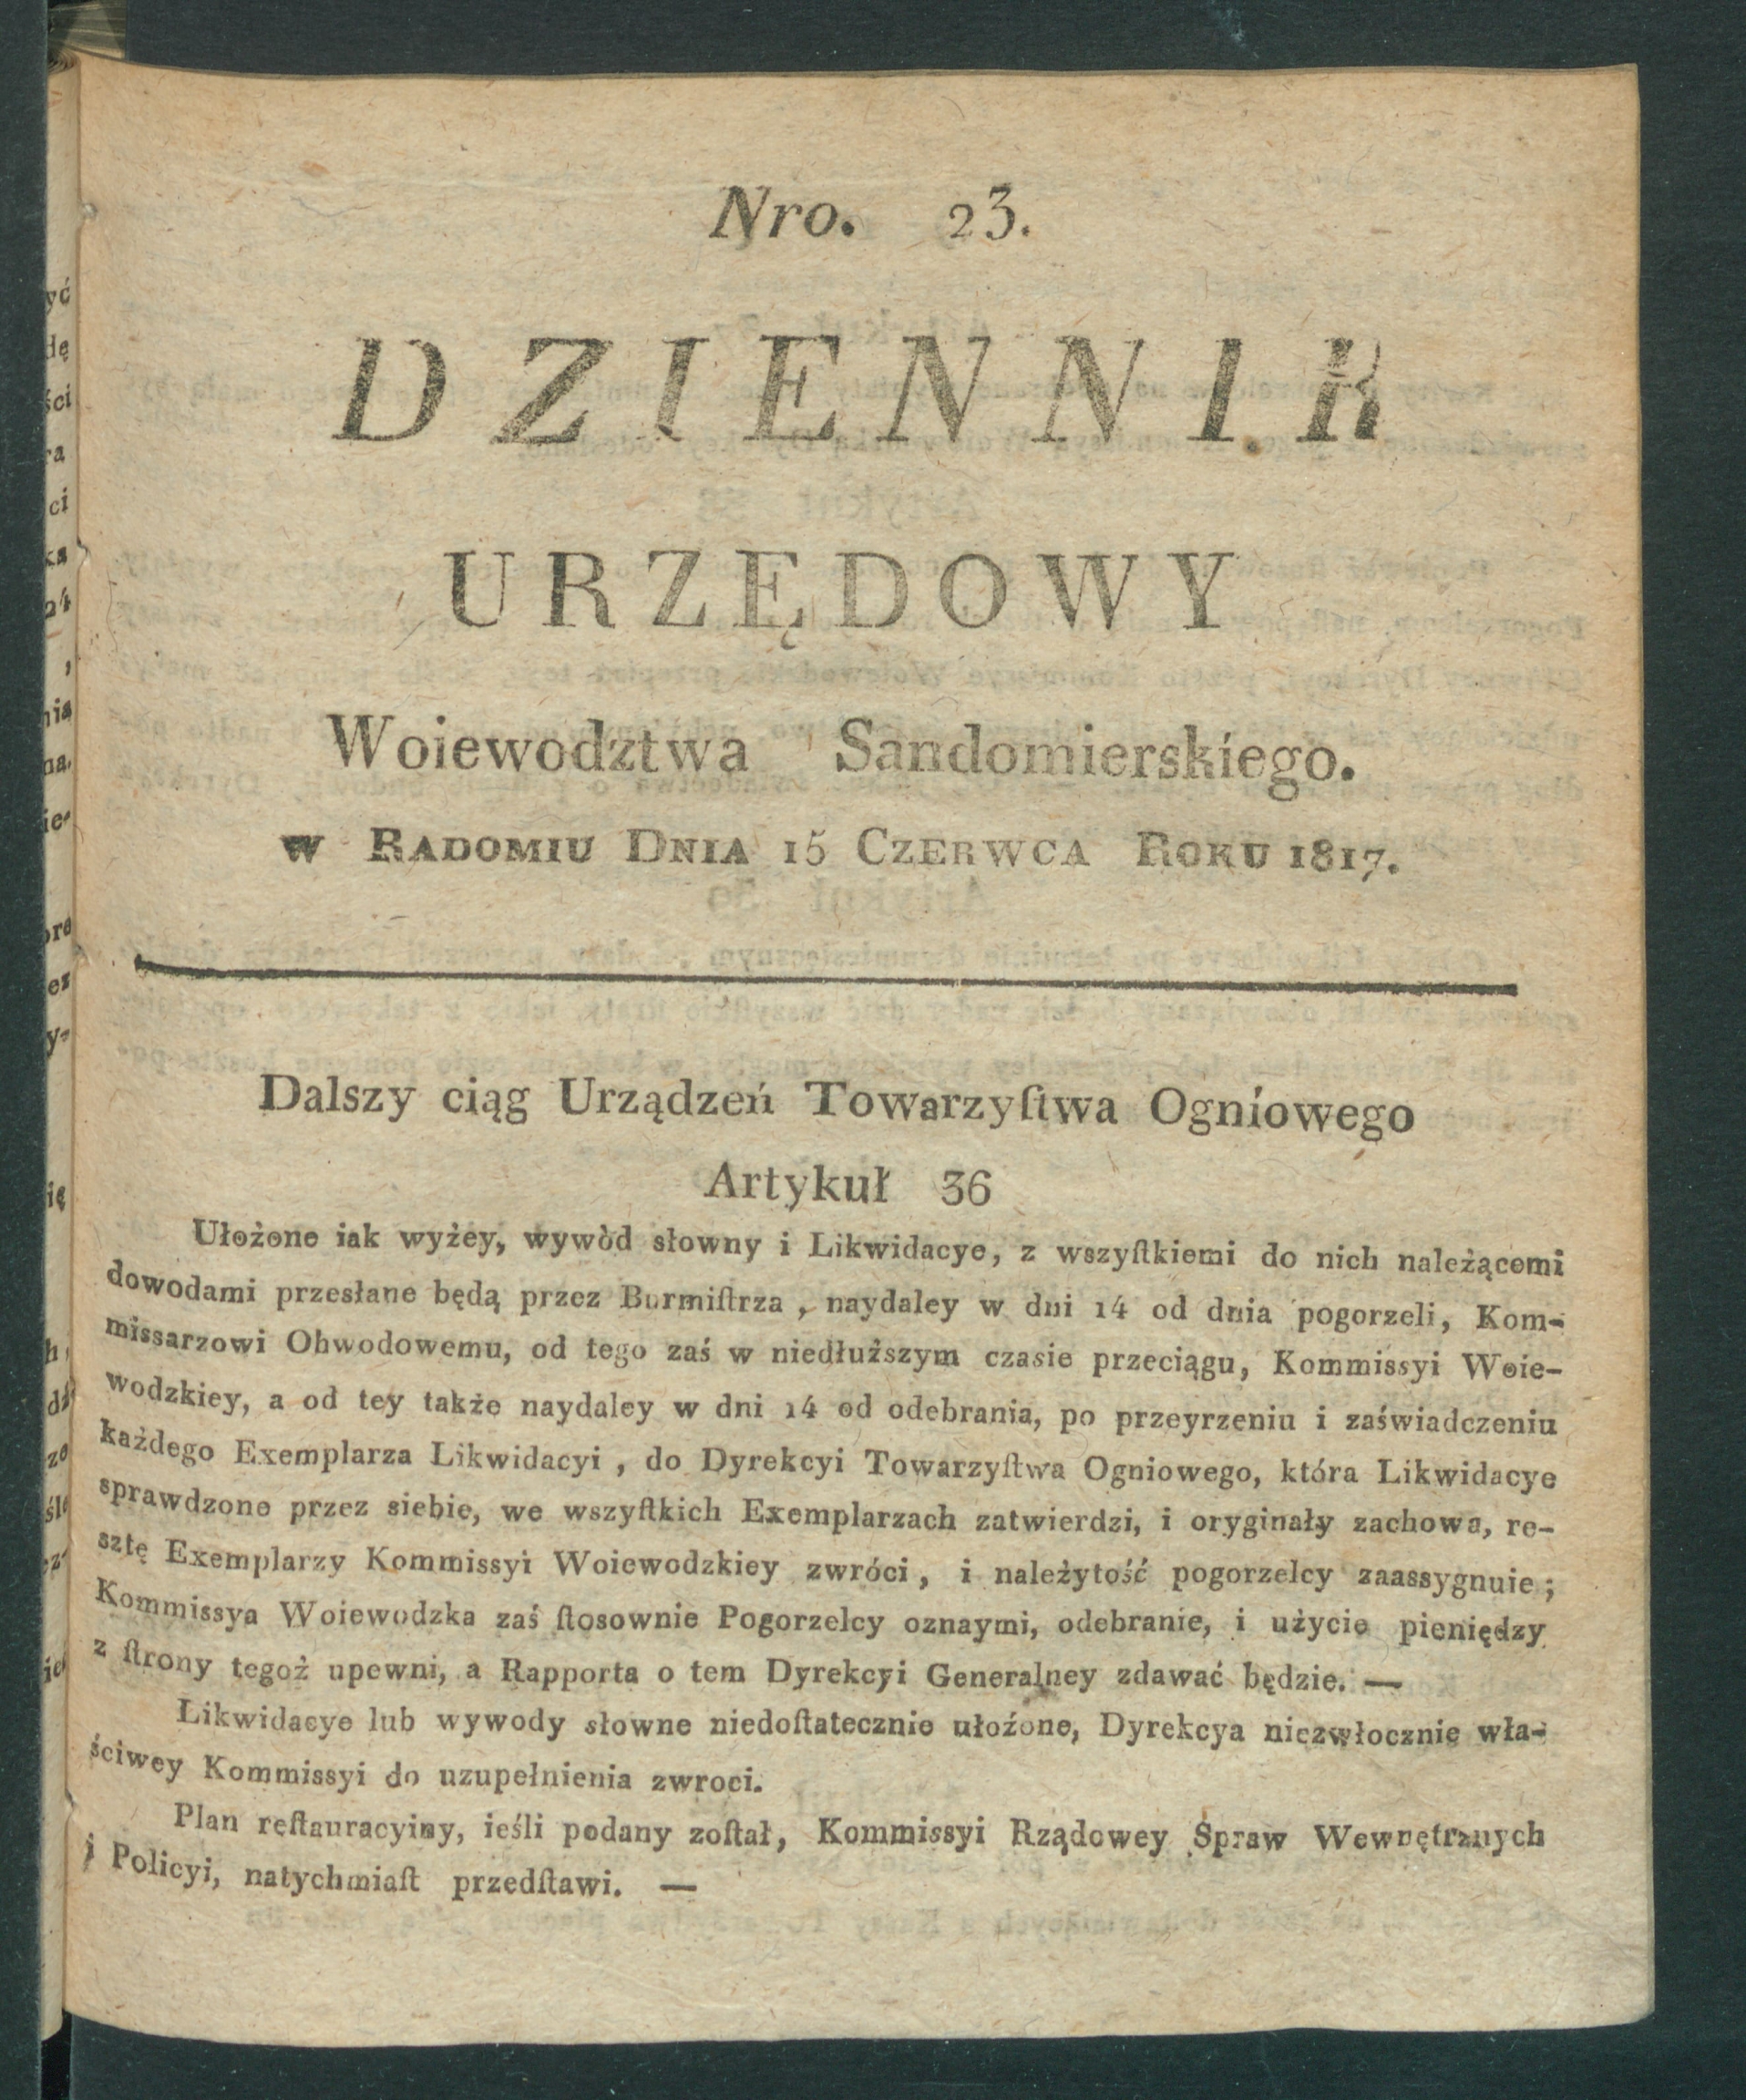 Nro. 23.
DZIENNIK
URZĘDOWY
Woiewodztwa Sandomierskiego.
w Radomiu Dnia 15 Czerwca Roku 1817.
Dalszy ciąg Urządzeń Towarzyſtwa Ogniowego
Artykuł 36
Ułożone iak wyżey, wywòd słowny i Likwidacye, z wszyſtkiemi do nich należącemi
dowodami przesłane będą przez Burmiſtrza, naydaley w dni 14 od dnia pogorzeli, Kom-
missarzowi Obwodowemu, od tego zaś w niedłuższym czasie przeciągu, Kommissyi Woie-
wodzkiey, a od tey także naydaley w dni 14 od odebrania, po przeyrzeniu i zaświadczeniu
każdego Exemplarza Likwidacyi , do Dyrekcyi Towarzyſtwa Ogniowego, która Likwidacye
sprawdzone przez siebie, we wszyſtkich Exemplarzach zatwierdzi, i oryginały zachowa, re-
sztę Exemplarzy Kommissyi Woiewodzkiey zwróci, i należytość pogorzelcy zaassygnuie;
Kommissya Woiewodzka zaś ſtosownie Pogorzelcy oznaymi, odebranie, i użycie pieniędzy
z ſtrony tegoż upewni, a Rapporta o tem Dyrekcyi Generalney zdawać będzie. —
Likwidacye lub wywody słowne niedoſtatecznie ułoźone, Dyrekcya niezwłocznie wła-
ściwey Kommissyi do uzupełnienia zwroci.
Plan reſtauracyiny, ieśli podany zoſtał, Kommissyi Rządowey Spraw Wewnętrznych
i Policyi, natychmiaſt przedſtawi. —